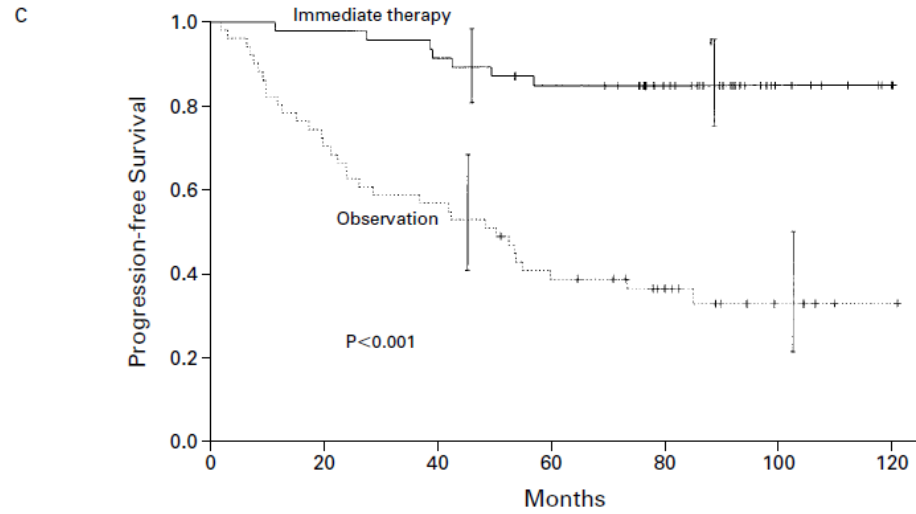 C
Immediate therapy
1.0
0.8
0.6
0.4
0.2
0.0
Progression-free Survival
Observation
P<0.001
0 20 40 60 80 100 120
Months